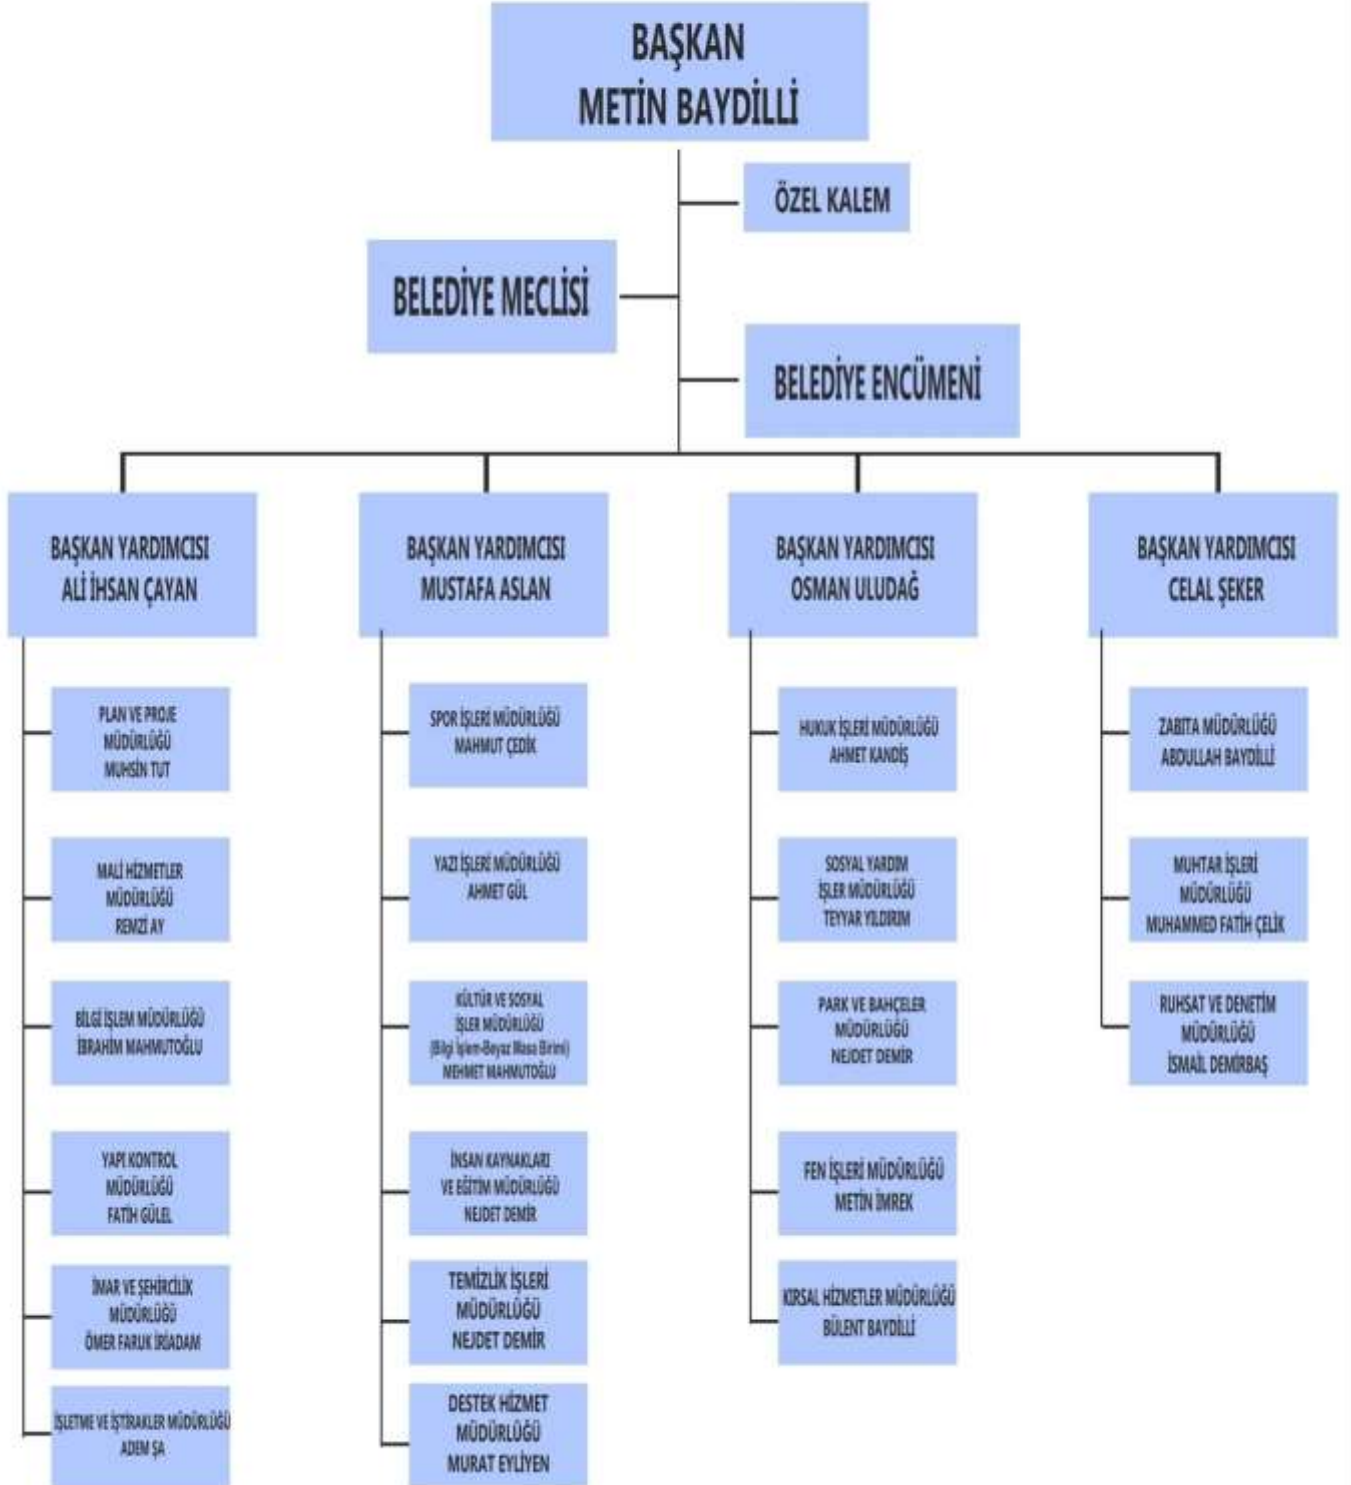 BAŞKAN
METİN BAYDİLLİ
ÖZEL KALEM
BELEDİYE MECLİSİ
BELEDİYE ENCÜMENİ
BAŞKAN YARDIMCISI
ALİ İHSAN ÇAYAN
PLAN VE PROJE
MÜDÜRLÜĞÜ
MUHSİN TUT
MALİ HİZMETLER
MÜDÜRLÜĞÜ
REMZİ AY
BİLGİ İŞLEM MÜDÜRLÜĞÜ
İBRAHİM MAHMUTOĞLU
YAPI KONTROL
MÜDÜRLÜĞÜ
FATİH GÜLEL
İMAR VE ŞEHİRCİLİK
MÜDÜRLÜĞÜ
ÖMER FARUK İRİADAM
İŞLETME VE İŞTİRAKLER MÜDÜRLÜĞÜ
ADEM ŞA
BAŞKAN YARDIMCISI
MUSTAFA ASLAN
SPOR İŞLERİ MÜDÜRLÜĞÜ
MAHMUT ÇEDİK
YAZI İŞLERİ MÜDÜRLÜĞÜ
AHMET GÜL
KÜLTÜR VE SOSYAL
İŞLER MÜDÜRLÜĞÜ
(Bilgi İşlem-Beyaz Masa Birimi)
MEHMET MAHMUTOĞLU
İNSAN KAYNAKLARI
VE EĞİTİM MÜDÜRLÜĞÜ
NEJDET DEMİR
TEMİZLİK İŞLERİ
MÜDÜRLÜĞÜ
NEJDET DEMİR
DESTEK HİZMET
MÜDÜRLÜĞÜ
MURAT EYLİYEN
BAŞKAN YARDIMCISI
OSMAN ULUDAĞ
HUKUK İŞLERİ MÜDÜRLÜĞÜ
AHMET KANDİŞ
SOSYAL YARDIM
İŞLER MÜDÜRLÜĞÜ
TEYYAR YILDIRIM
PARK VE BAHÇELER
MÜDÜRLÜĞÜ
NEJDET DEMİR
FEN İŞLERİ MÜDÜRLÜĞÜ
METİN İMREK
KIRSAL HİZMETLER MÜDÜRLÜĞÜ
BÜLENT BAYDİLLİ
BAŞKAN YARDIMCISI
CELAL ŞEKER
ZABITA MÜDÜRLÜĞÜ
ABDULLAH BAYDİLLİ
MUHTAR İŞLERİ
MÜDÜRLÜĞÜ
MUHAMMED FATİH ÇELİK
RUHSAT VE DENETİM
MÜDÜRLÜĞÜ
İSMAİL DEMİRBAŞ